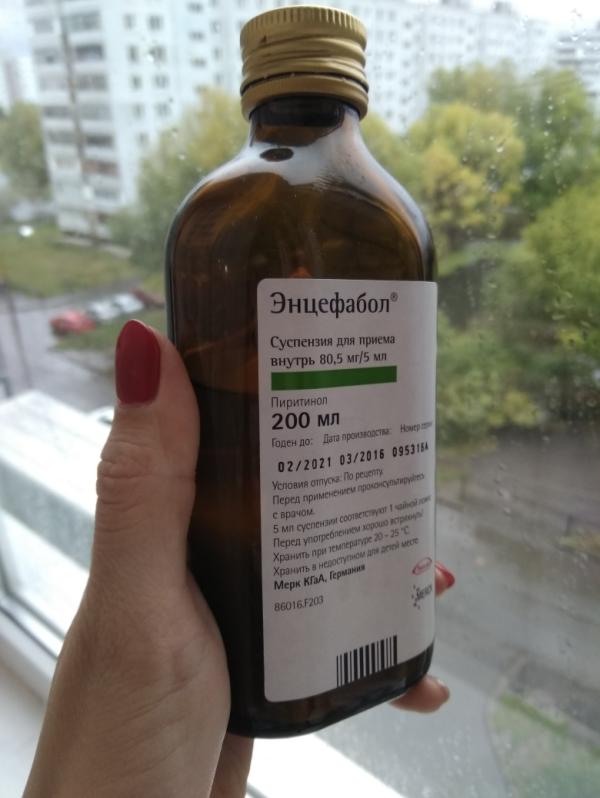 Энцефабол®
Суспензия для приема
внутрь 80,5 мг/5 мл
Пиритинол
200 мл
Годен до: Дата производства: Номер
02/2021 03/2016 095316A
Условия отпуска: По рецепту.
Перед применением проконсультируйтесь
с врачом.
5 мл суспензии соответствуют 1 чайной
Перед употреблением хорошо встряхнуть!
Хранить при температуре 20 – 25 °C.
Хранить в недоступном для детей месте.
Мерк КГаА, Германия
86016.F203